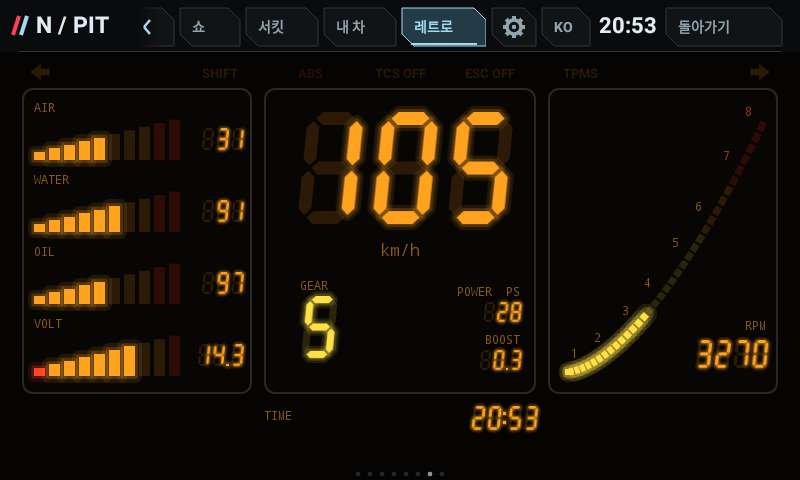 N / PIT
쇼
서킷
내 차
레트로
KO
20:53
돌아가기
SHIFT
ABS
TCS OFF
ESC OFF
TPMS
AIR
31
WATER
91
OIL
97
VOLT
14.3
105
km/h
GEAR
5
POWER PS
28
BOOST
0.3
8
7
6
5
4
3
2
1
RPM
3270
TIME
20:53